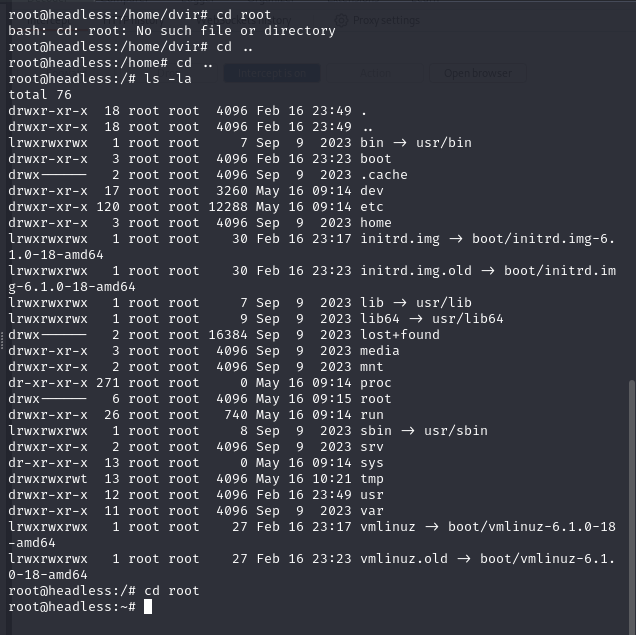 root@headless:/home/dvir# cd root
bash: cd: root: No such file or directory
Proxy settings
root@headless:/home/dvir# cd ..
root@headless:/home# cd ..
root@headless:/# ls -la
Open browser
total 76
drwxr-xr-x  18 root root  4096 Feb 16 23:49 .
drwxr-xr-x  18 root root  4096 Feb 16 23:49 ..
lrwxrwxrwx   1 root root     7 Sep  9  2023 bin -> usr/bin
drwxr-xr-x   3 root root  4096 Feb 16 23:23 boot
drwx------   2 root root  4096 Sep  9  2023 .cache
drwxr-xr-x  17 root root  3260 May 16 09:14 dev
drwxr-xr-x 120 root root 12288 May 16 09:14 etc
drwxr-xr-x   3 root root  4096 Sep  9  2023 home
lrwxrwxrwx   1 root root    30 Feb 16 23:17 initrd.img -> boot/initrd.img-6.
1.0-18-amd64
lrwxrwxrwx   1 root root    30 Feb 16 23:23 initrd.img.old -> boot/initrd.im
g-6.1.0-18-amd64
lrwxrwxrwx   1 root root     7 Sep  9  2023 lib -> usr/lib
lrwxrwxrwx   1 root root     9 Sep  9  2023 lib64 -> usr/lib64
drwx------   2 root root 16384 Sep  9  2023 lost+found
drwxr-xr-x   3 root root  4096 Sep  9  2023 media
drwxr-xr-x   2 root root  4096 Sep  9  2023 mnt
dr-xr-xr-x 271 root root     0 May 16 09:14 proc
drwx------   6 root root  4096 May 16 09:15 root
drwxr-xr-x  26 root root   740 May 16 09:14 run
lrwxrwxrwx   1 root root     8 Sep  9  2023 sbin -> usr/sbin
drwxr-xr-x   2 root root  4096 Sep  9  2023 srv
dr-xr-xr-x  13 root root     0 May 16 09:14 sys
drwxrwxrwt  13 root root  4096 May 16 10:21 tmp
drwxr-xr-x  12 root root  4096 Feb 16 23:49 usr
drwxr-xr-x  11 root root  4096 Sep  9  2023 var
lrwxrwxrwx   1 root root    27 Feb 16 23:17 vmlinuz -> boot/vmlinuz-6.1.0-18
-amd64
lrwxrwxrwx   1 root root    27 Feb 16 23:23 vmlinuz.old -> boot/vmlinuz-6.1.
0-18-amd64
root@headless:/# cd root
root@headless:~#